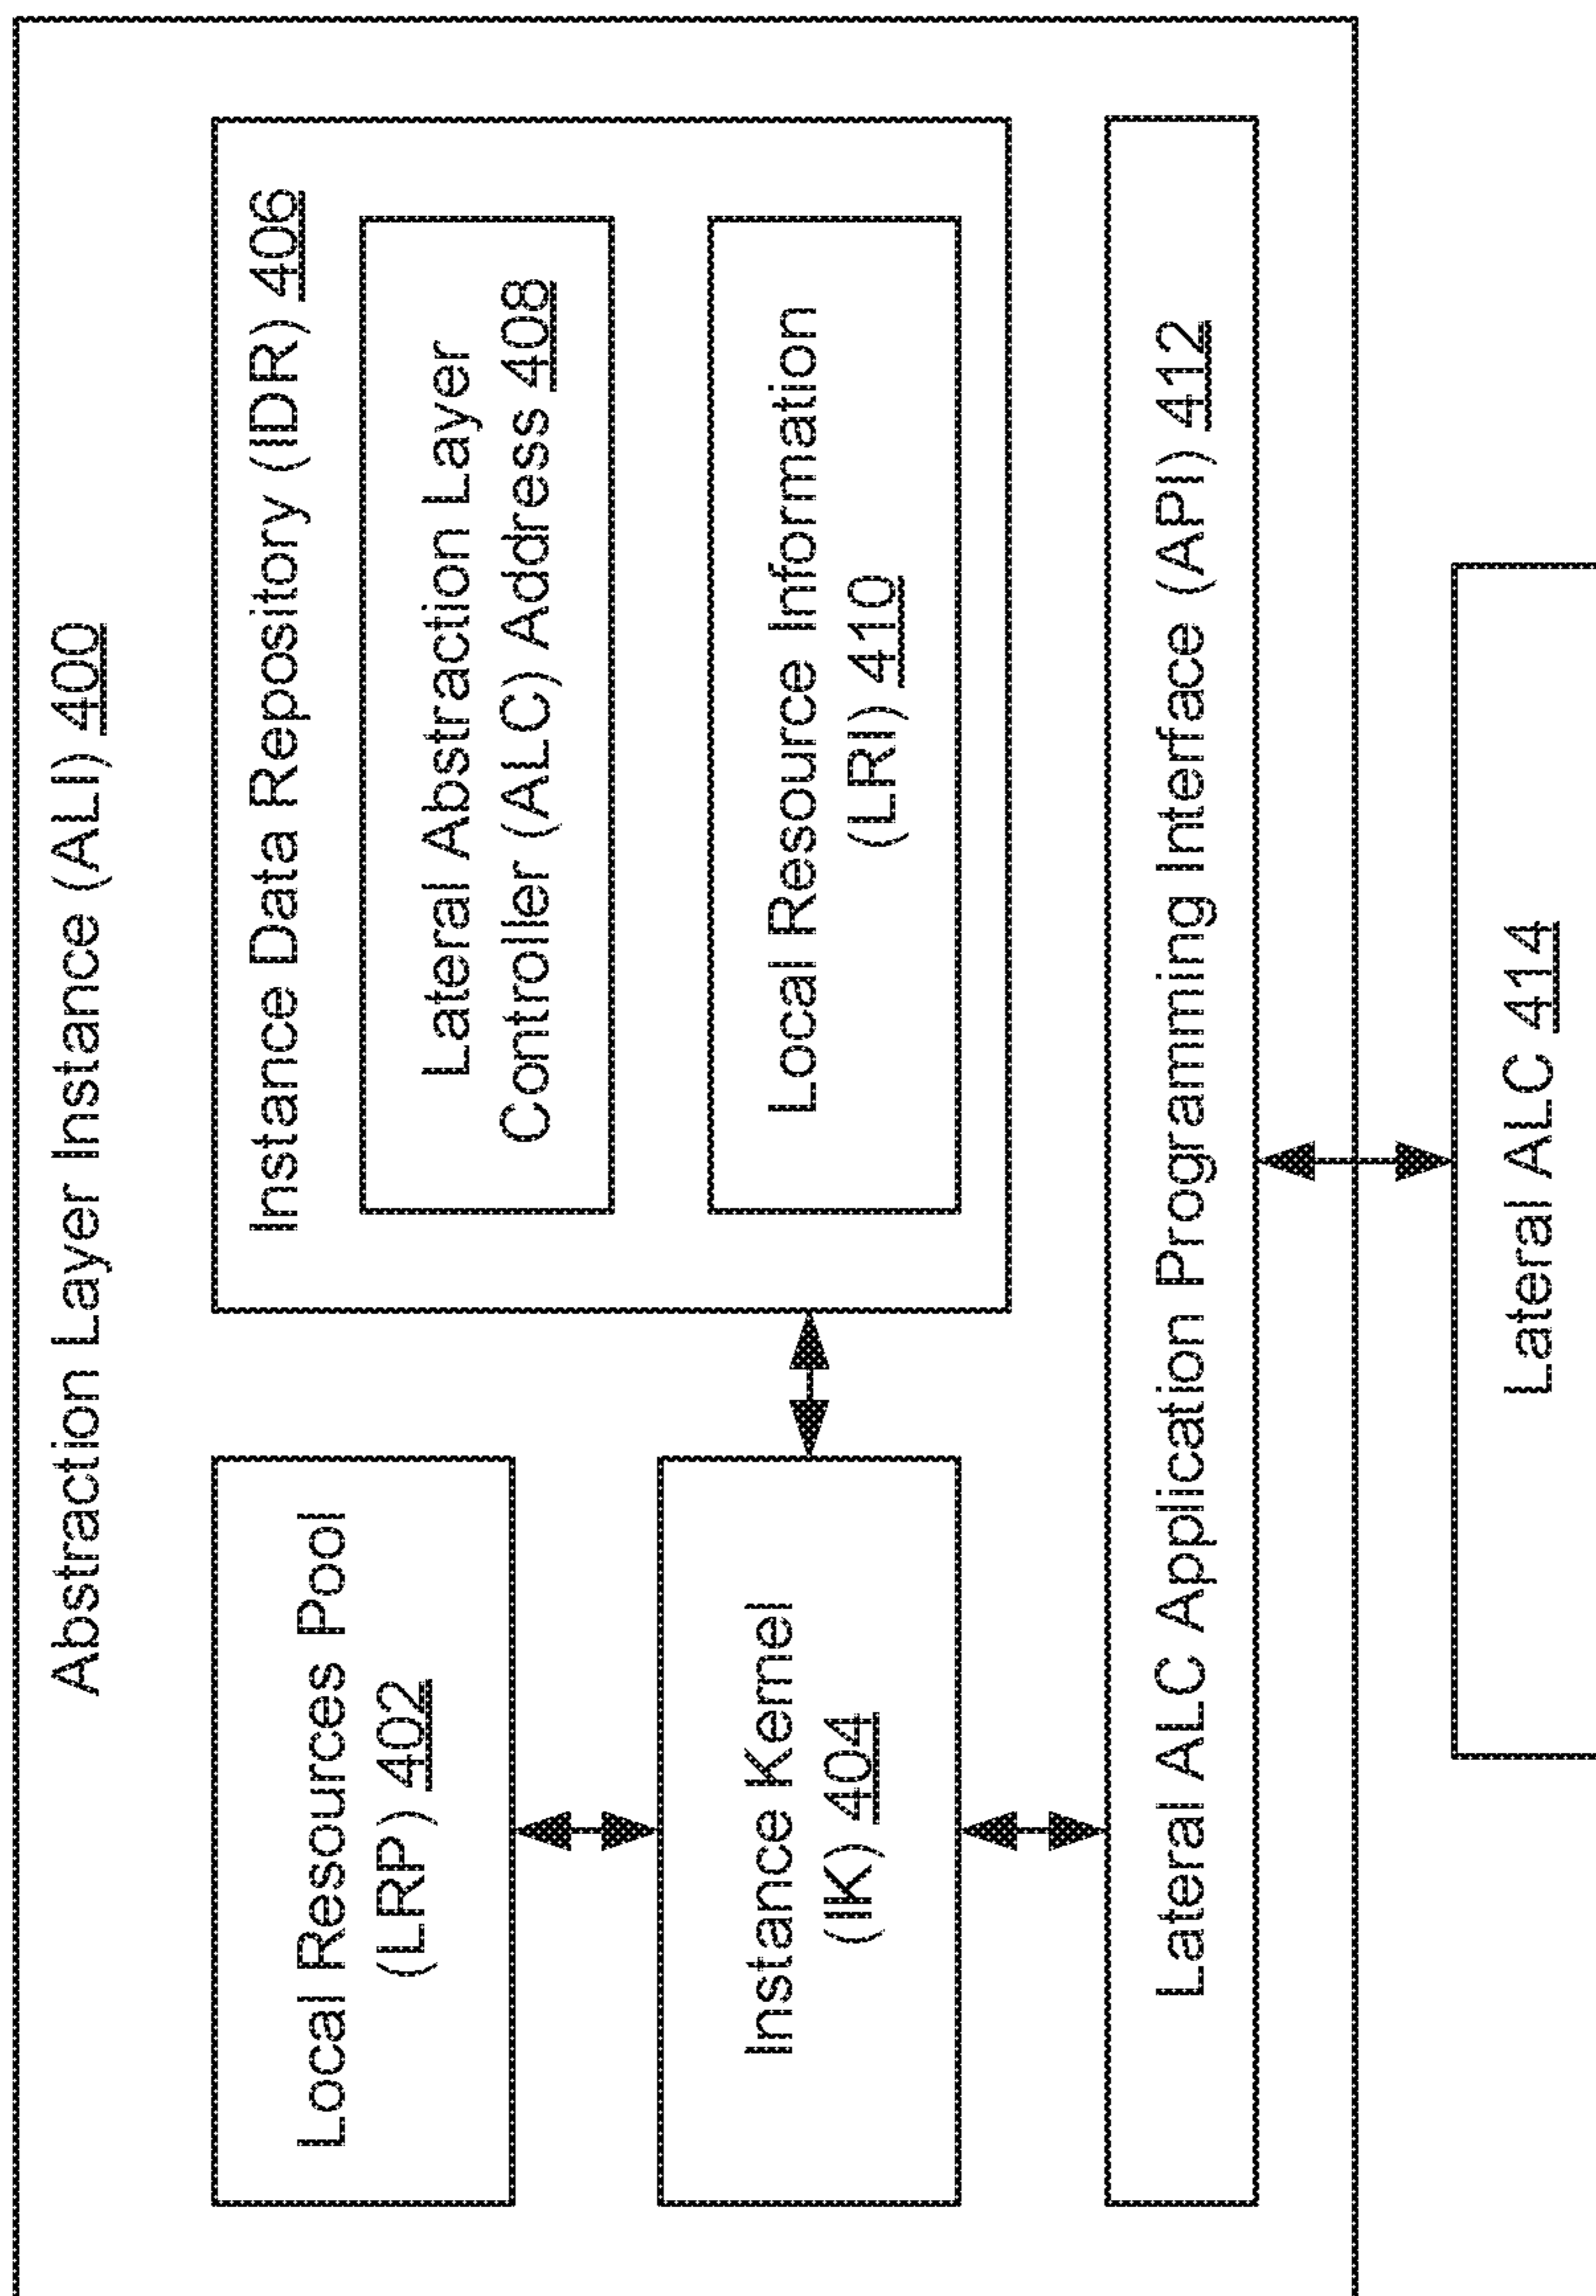 Abstraction Layer Instance (ALI) 400
Local Resources Pool
(LRP) 402
Instance Kernel
(IK) 404
Instance Data Repository (IDR) 406
Lateral Abstraction Layer
Controller (ALC) Address 408
Local Resource Information
(LRI) 410
Lateral ALC Application Programming Interface (API) 412
Lateral ALC 414